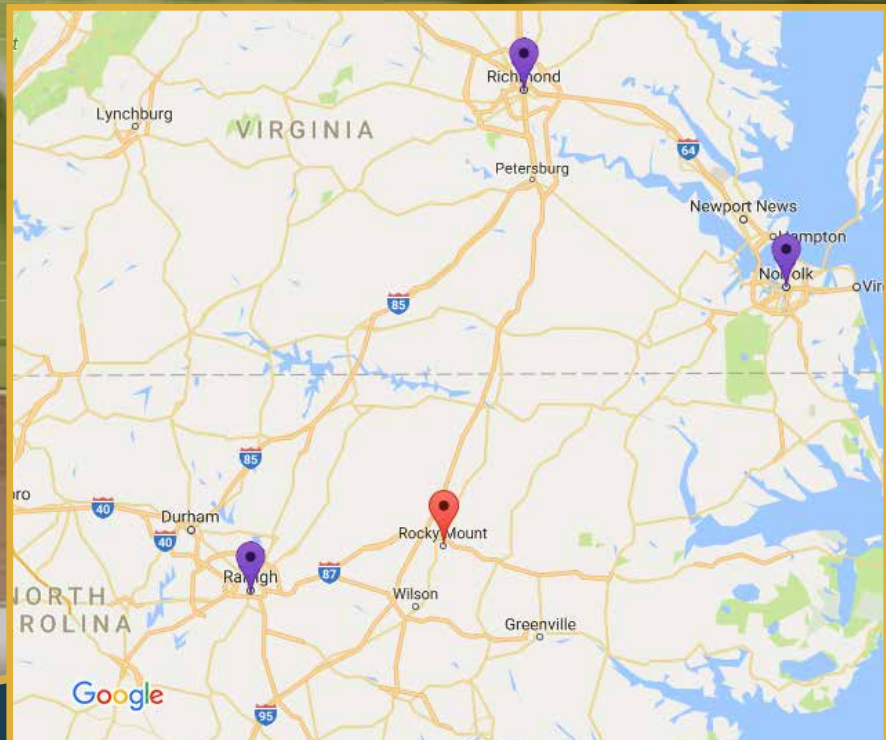 Richmond
Lynchburg
VIRGINIA
64
Petersburg
Newport News
Hampton
Norfolk
Vir
85
85
40
Durham
40
Rocky Mount
Raleigh
87
NORTH
ROLINA
Wilson
Greenville
Google
95